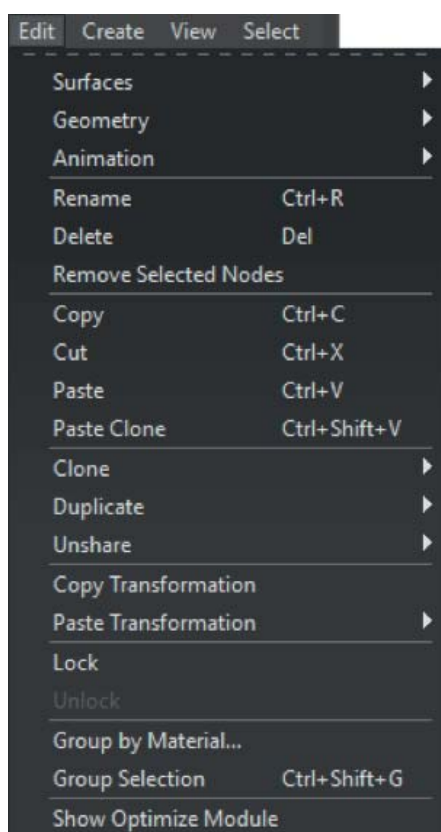 Edit Create View Select
Surfaces
Geometry
Animation
Rename Ctrl+R
Delete Del
Remove Selected Nodes
Copy Ctrl+C
Cut Ctrl+X
Paste Ctrl+V
Paste Clone Ctrl+Shift+V
Clone
Duplicate
Unshare
Copy Transformation
Paste Transformation
Lock
Unlock
Group by Material...
Group Selection Ctrl+Shift+G
Show Optimize Module